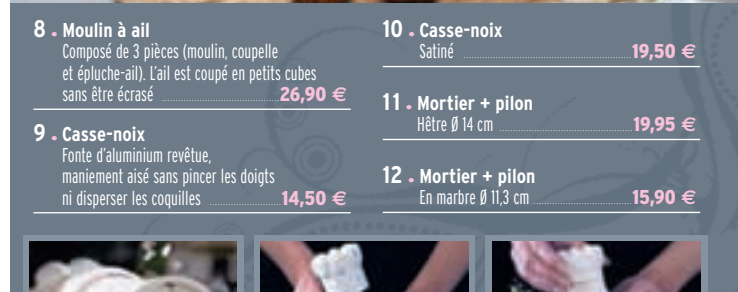 8 . Moulin à ail
Composé de 3 pièces (moulin, coupelle
et épluche-ail). L'ail est coupé en petits cubes
sans être écrasé 26,90 €
9 . Casse-noix
Fonte d'aluminium revêtue,
maniement aisé sans pincer les doigts
ni disperser les coquilles 14,50 €
10 . Casse-noix
Satiné 19,50 €
11 . Mortier + pilon
Hêtre Ø 14 cm 19,95 €
12 . Mortier + pilon
En marbre Ø 11,3 cm 15,90 €